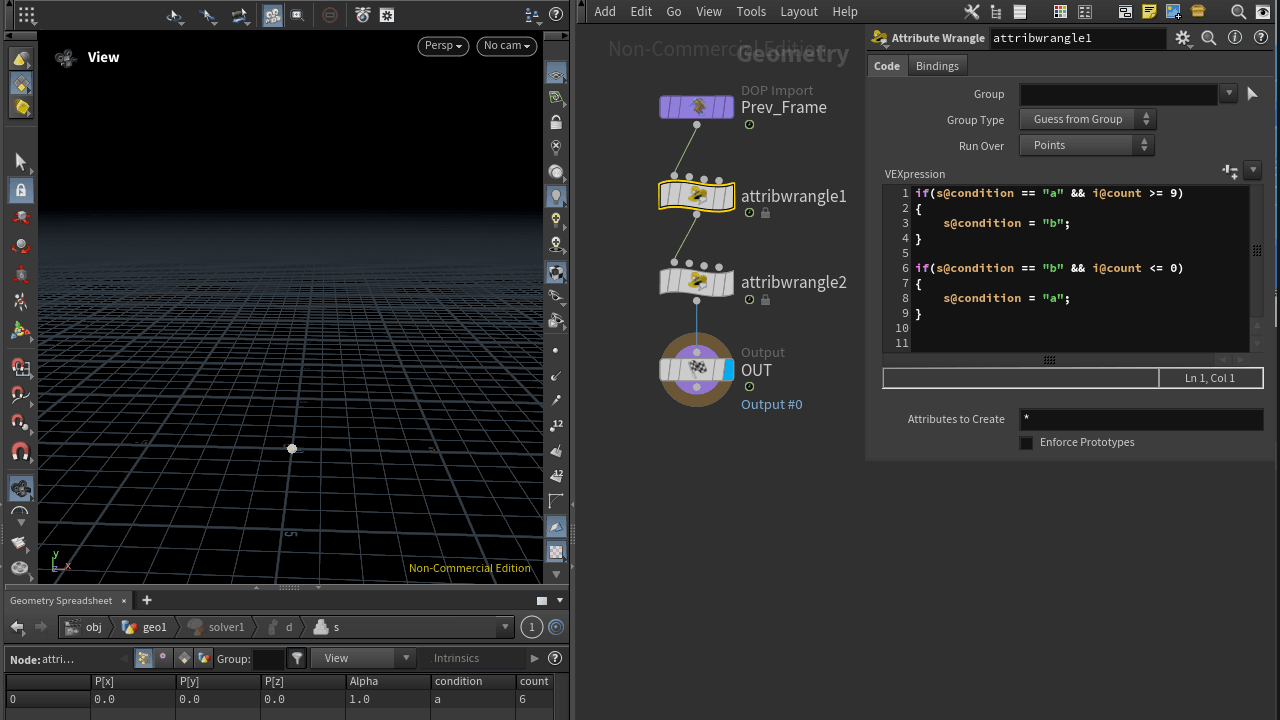 Add Edit Go View Tools Layout Help
View
Persp
No cam
Non-Commercial Edition
Geometry
DOP Import
Prev_Frame
attribwrangle1
attribwrangle2
Output
OUT
Output #0
Attribute Wrangle attribwrangle1
Code Bindings
Group
Group Type Guess from Group
Run Over Points
VEXpression
1 if(s@condition == "a" && i@count >= 9)
2 {
3 s@condition = "b";
4 }
5
6 if(s@condition == "b" && i@count <= 0)
7 {
8 s@condition = "a";
9 }
10
11
Ln 1, Col 1
Attributes to Create *
Enforce Prototypes
12
12
5
y
z x
Non-Commercial Edition
Geometry Spreadsheet × +
obj geo1 solver1 d s 1
Node: attri... Group: View Intrinsics
P[x] P[y] P[z] Alpha condition count
0 0.0 0.0 0.0 1.0 a 6